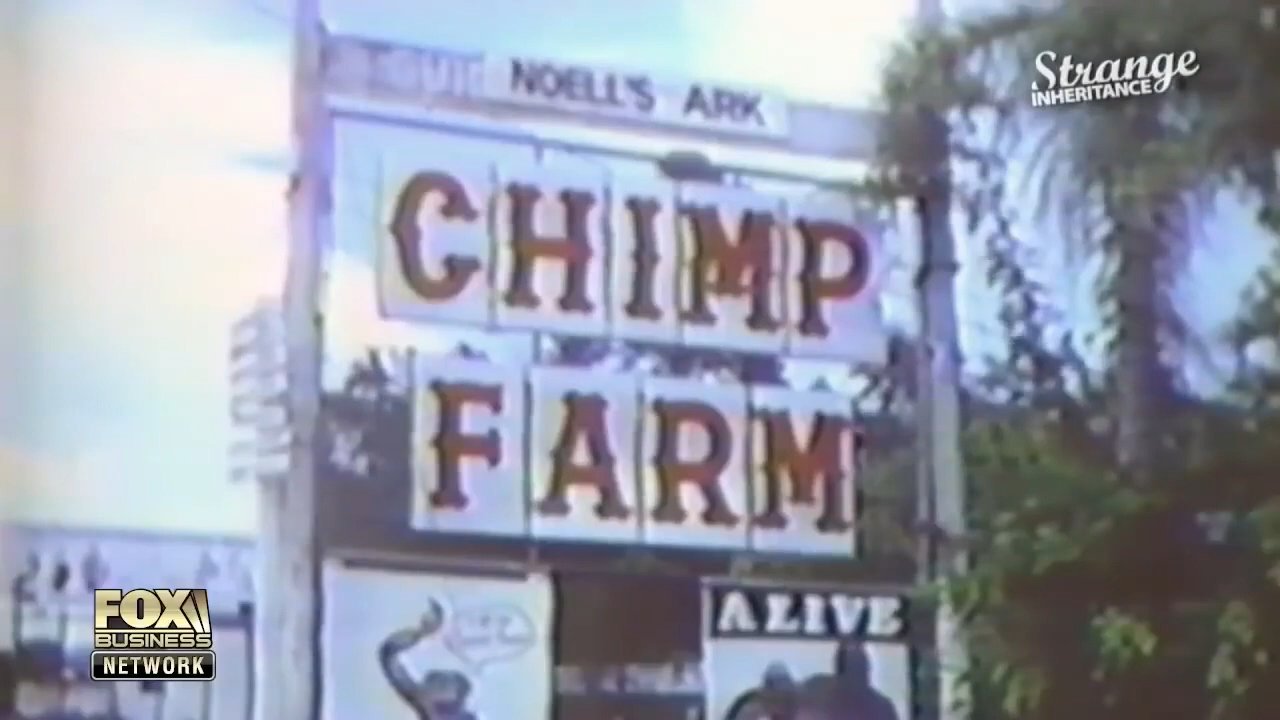 Strange
INHERITANCE
NOELL'S ARK
CHIMP
FARM
ALIVE
FOX
BUSINESS
NETWORK